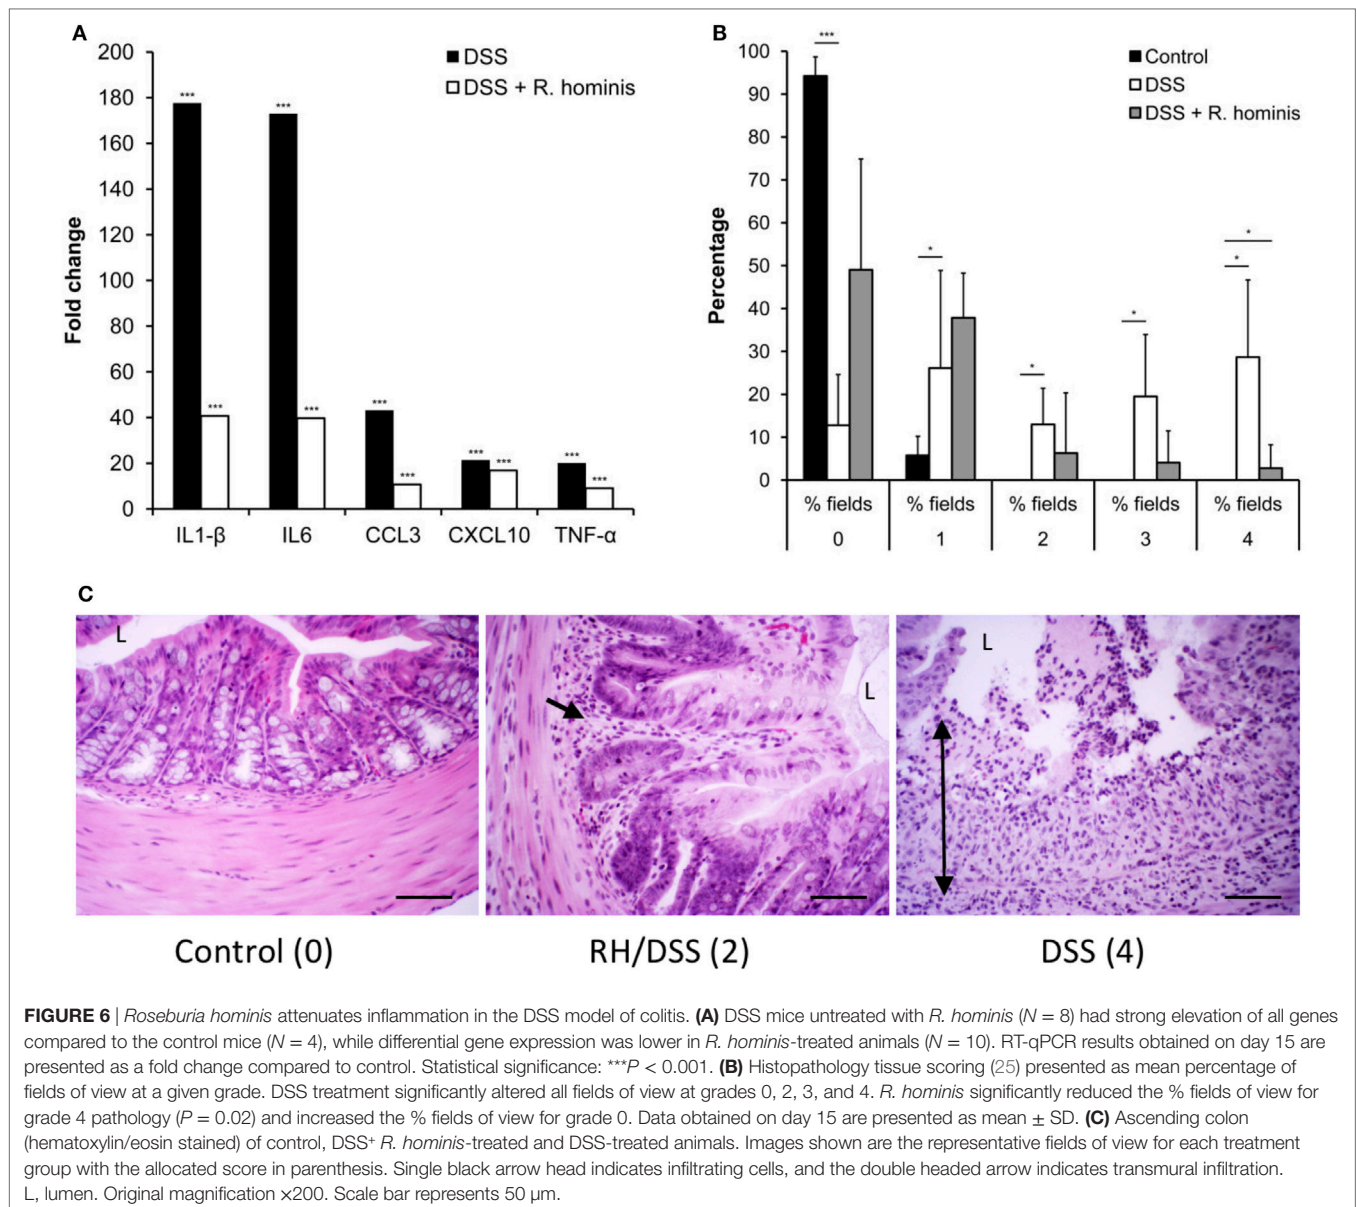 A
200
180
160
140
120
100
80
60
40
20
0
Fold change
DSS
DSS + R. hominis
***
***
***
***
***
***
***
***
***
***
IL1-β IL6 CCL3 CXCL10 TNF-α
B
100
90
80
70
60
50
40
30
20
10
0
Percentage
Control
DSS
DSS + R. hominis
***
*
*
*
*
*
% fields % fields % fields % fields % fields
0 1 2 3 4
C
L
L
L
Control (0) RH/DSS (2) DSS (4)
FIGURE 6 | Roseburia hominis attenuates inflammation in the DSS model of colitis. (A) DSS mice untreated with R. hominis (N = 8) had strong elevation of all genes
compared to the control mice (N = 4), while differential gene expression was lower in R. hominis-treated animals (N = 10). RT-qPCR results obtained on day 15 are
presented as a fold change compared to control. Statistical significance: ***P < 0.001. (B) Histopathology tissue scoring (25) presented as mean percentage of
fields of view at a given grade. DSS treatment significantly altered all fields of view at grades 0, 2, 3, and 4. R. hominis significantly reduced the % fields of view for
grade 4 pathology (P = 0.02) and increased the % fields of view for grade 0. Data obtained on day 15 are presented as mean ± SD. (C) Ascending colon
(hematoxylin/eosin stained) of control, DSS⁺ R. hominis-treated and DSS-treated animals. Images shown are the representative fields of view for each treatment
group with the allocated score in parenthesis. Single black arrow head indicates infiltrating cells, and the double headed arrow indicates transmural infiltration.
L, lumen. Original magnification ×200. Scale bar represents 50 μm.